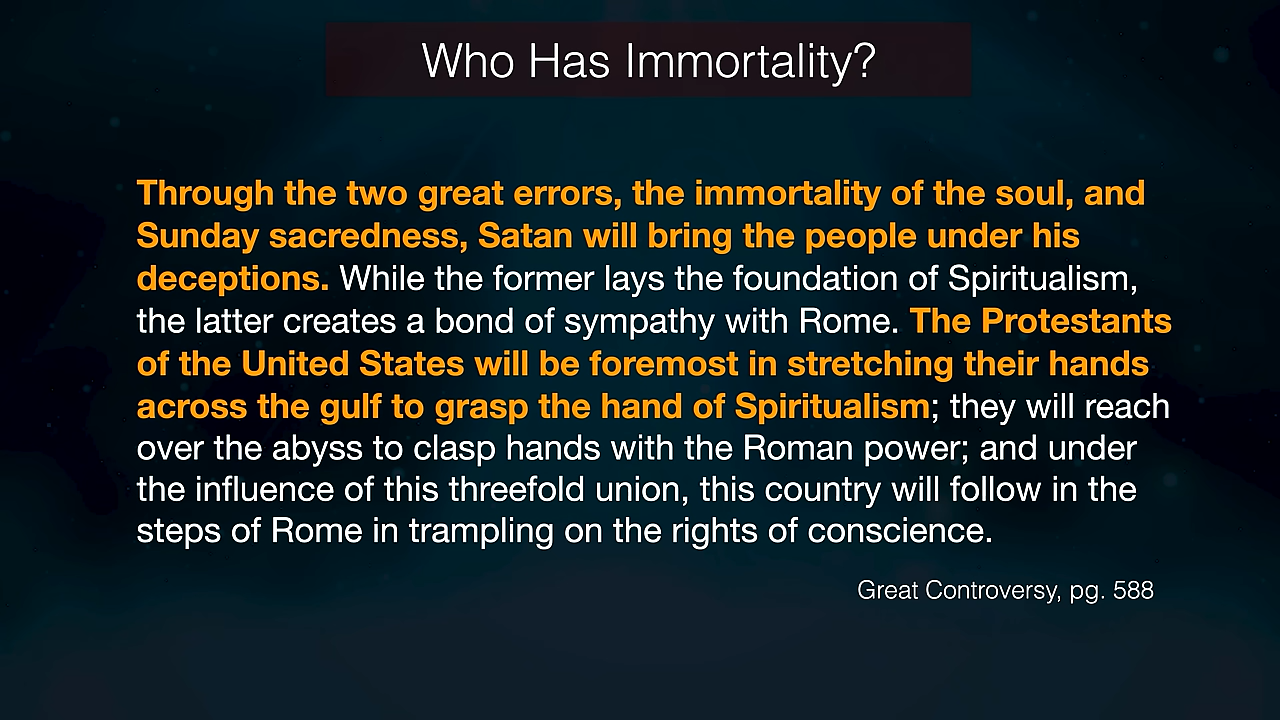 Who Has Immortality?
Through the two great errors, the immortality of the soul, and
Sunday sacredness, Satan will bring the people under his
deceptions. While the former lays the foundation of Spiritualism,
the latter creates a bond of sympathy with Rome. The Protestants
of the United States will be foremost in stretching their hands
across the gulf to grasp the hand of Spiritualism; they will reach
over the abyss to clasp hands with the Roman power; and under
the influence of this threefold union, this country will follow in the
steps of Rome in trampling on the rights of conscience.
Great Controversy, pg. 588